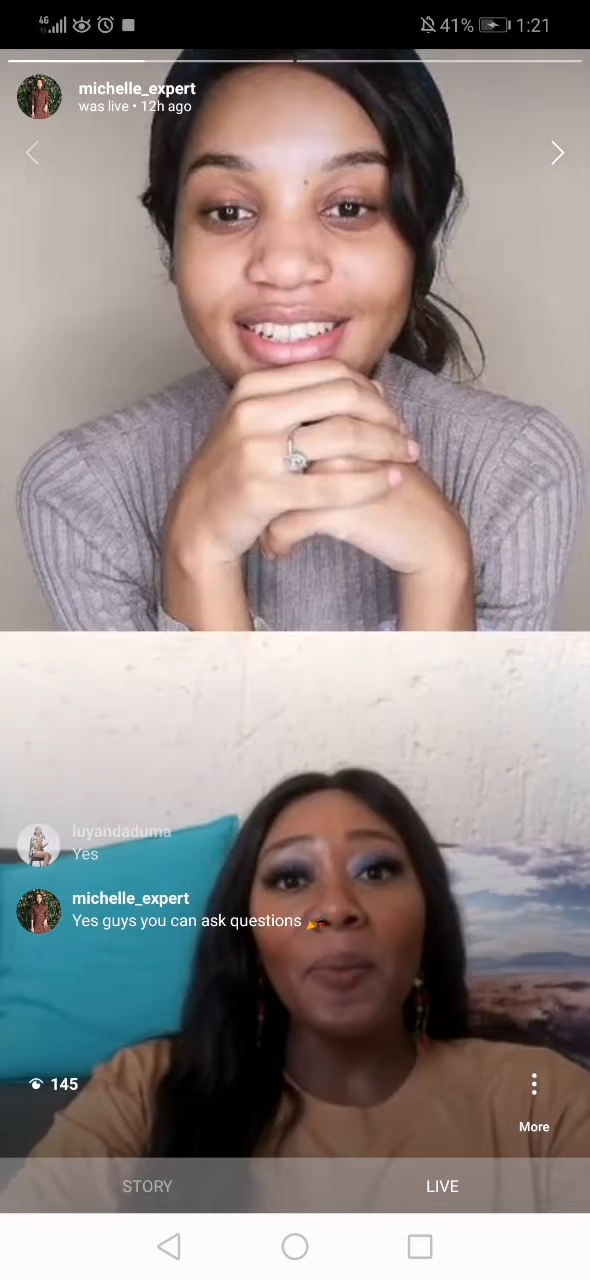 4G 41% 1:21
michelle_expert
was live • 12h ago
luyandaduma
Yes
michelle_expert
Yes guys you can ask questions 🎉
145
More
STORY LIVE